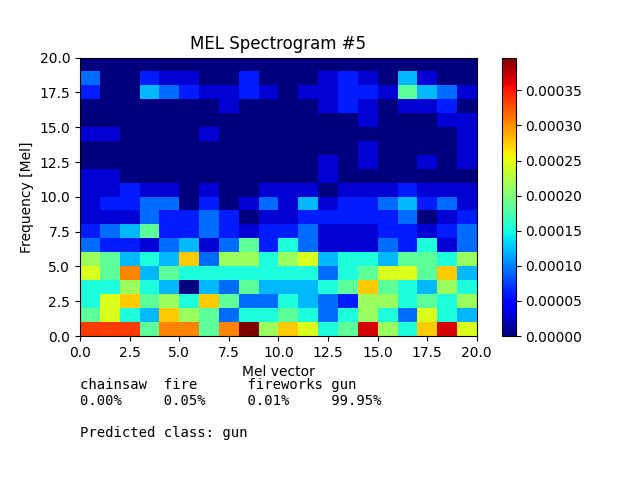 MEL Spectrogram #5
20.0
17.5
15.0
12.5
10.0
7.5
5.0
2.5
0.0
Frequency [Mel]
0.0 2.5 5.0 7.5 10.0 12.5 15.0 17.5 20.0
Mel vector
0.00035
0.00030
0.00025
0.00020
0.00015
0.00010
0.00005
0.00000
chainsaw fire fireworks gun
0.00% 0.05% 0.01% 99.95%
Predicted class: gun